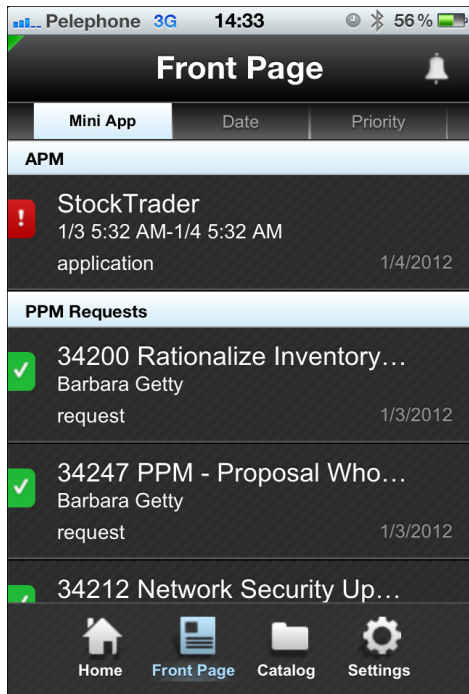 Pelephone 3G 14:33 56%
Front Page
Mini App Date Priority
APM
StockTrader
1/3 5:32 AM-1/4 5:32 AM
application 1/4/2012
PPM Requests
34200 Rationalize Inventory…
Barbara Getty
request 1/3/2012
34247 PPM - Proposal Who…
Barbara Getty
request 1/3/2012
34212 Network Security Up…
Home Front Page Catalog Settings